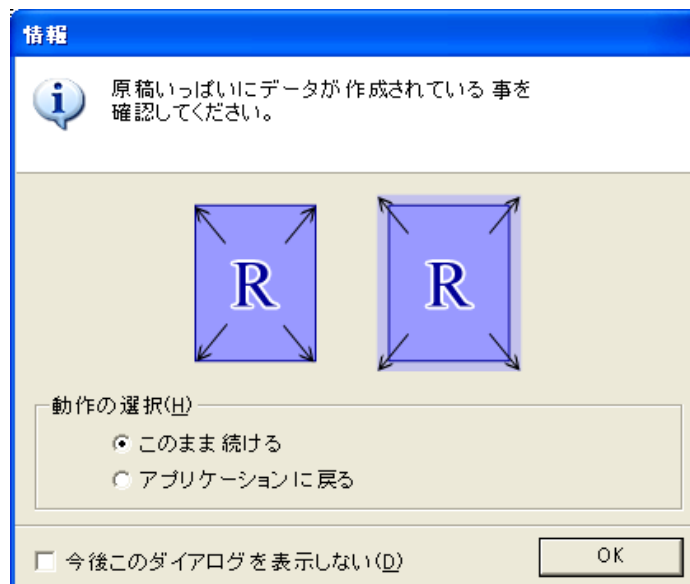 情報
原稿いっぱいにデータが作成されている事を
確認してください。
R R
動作の選択(H)
このまま続ける
アプリケーションに戻る
今後このダイアログを表示しない(D)
OK